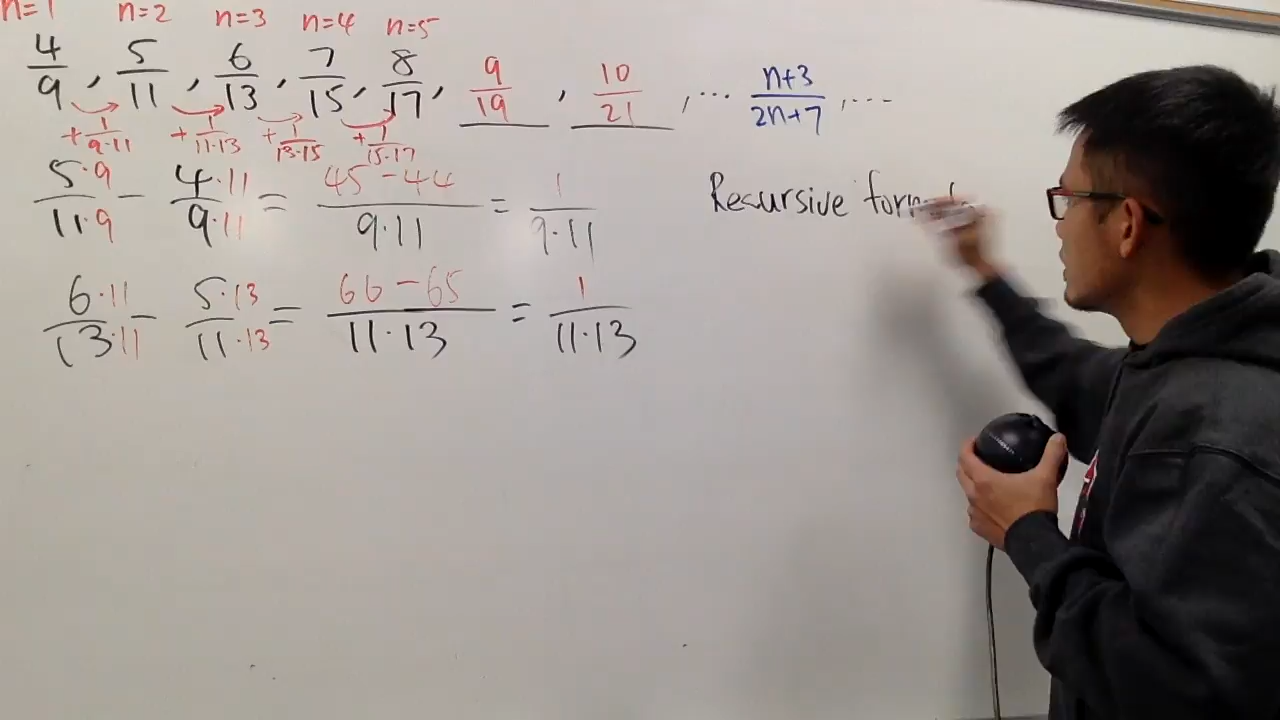 n=1 n=2 n=3 n=4 n=5
4/9, 5/11, 6/13, 7/15, 8/17, 9/19, 10/21, ... n+3/2n+7, ...
+1/9·11 +1/11·13 +1/13·15 +1/15·17
5·9/11·9 - 4·11/9·11 = 45-44/9·11 = 1/9·11
Recursive
6·11/13·11 - 5·13/11·13 = 66-65/11·13 = 1/11·13